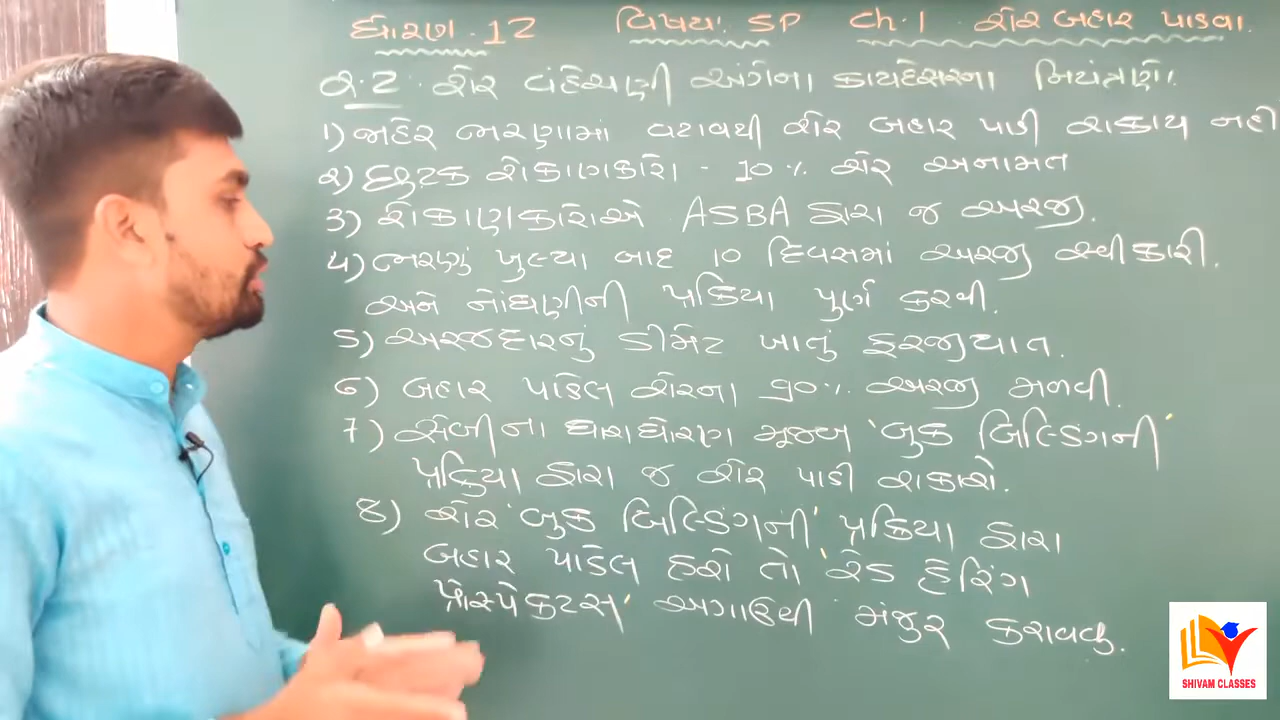 ધોરણ. 12 વિષય: SP Ch.1 શેર બહાર પાડવા.
પ્ર.2 : શેર વહેંચણી અંગેના કાયદેસરના નિયંત્રણો.
1) જાહેર ભરણામાં વટાવથી શેર બહાર પાડી શકાય નહી
૨) છૂટક રોકાણકારો - 10 % શેર અનામત
3) રોકાણકારોએ ASBA દ્વારા જ અરજી.
4) ભરણું ખુલ્યા બાદ 10 દિવસમાં અરજી સ્વીકારી.
અને નોંધણીની પ્રક્રિયા પુર્ણ કરવી.
5) અરજદારનું ડીમેટ ખાતું ફરજીયાત.
6) બહાર પાડેલ શેરના 90 % અરજી મળવી.
7) સેબીના ધારાધોરણ મુજબ 'બુક બિલ્ડિંગની'
પ્રક્રિયા દ્વારા જ શેર પાડી શકાશે.
8) શેર 'બુક બિલ્ડિંગની' પ્રક્રિયા દ્વારા
બહાર પાડેલ હશે તો 'રેડ હેરિંગ
પ્રોસ્પેકટસ' અગાઉથી મંજુર કરાવવું.
SHIVAM CLASSES